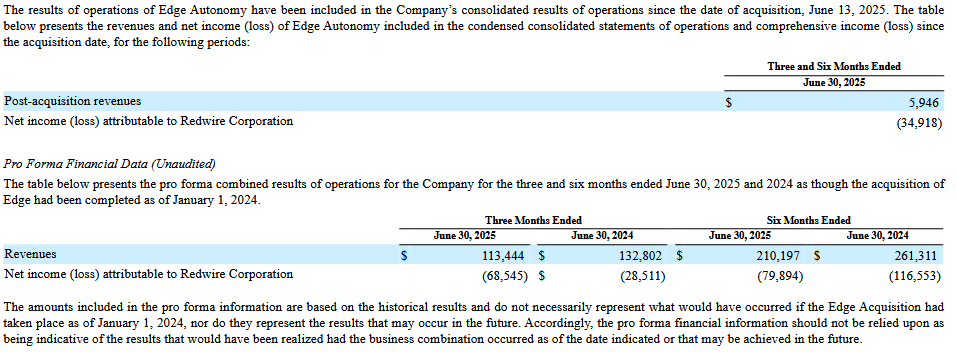 The results of operations of Edge Autonomy have been included in the Company's consolidated results of operations since the date of acquisition, June 13, 2025. The table
below presents the revenues and net income (loss) of Edge Autonomy included in the condensed consolidated statements of operations and comprehensive income (loss) since
the acquisition date, for the following periods:
Three and Six Months Ended
June 30, 2025
Post-acquisition revenues $ 5,946
Net income (loss) attributable to Redwire Corporation (34,918)
Pro Forma Financial Data (Unaudited)
The table below presents the pro forma combined results of operations for the Company for the three and six months ended June 30, 2025 and 2024 as though the acquisition of
Edge had been completed as of January 1, 2024.
Three Months Ended Six Months Ended
June 30, 2025 June 30, 2024 June 30, 2025 June 30, 2024
Revenues $ 113,444 $ 132,802 $ 210,197 $ 261,311
Net income (loss) attributable to Redwire Corporation (68,545) $ (28,511) (79,894) (116,553)
The amounts included in the pro forma information are based on the historical results and do not necessarily represent what would have occurred if the Edge Acquisition had
taken place as of January 1, 2024, nor do they represent the results that may occur in the future. Accordingly, the pro forma financial information should not be relied upon as
being indicative of the results that would have been realized had the business combination occurred as of the date indicated or that may be achieved in the future.